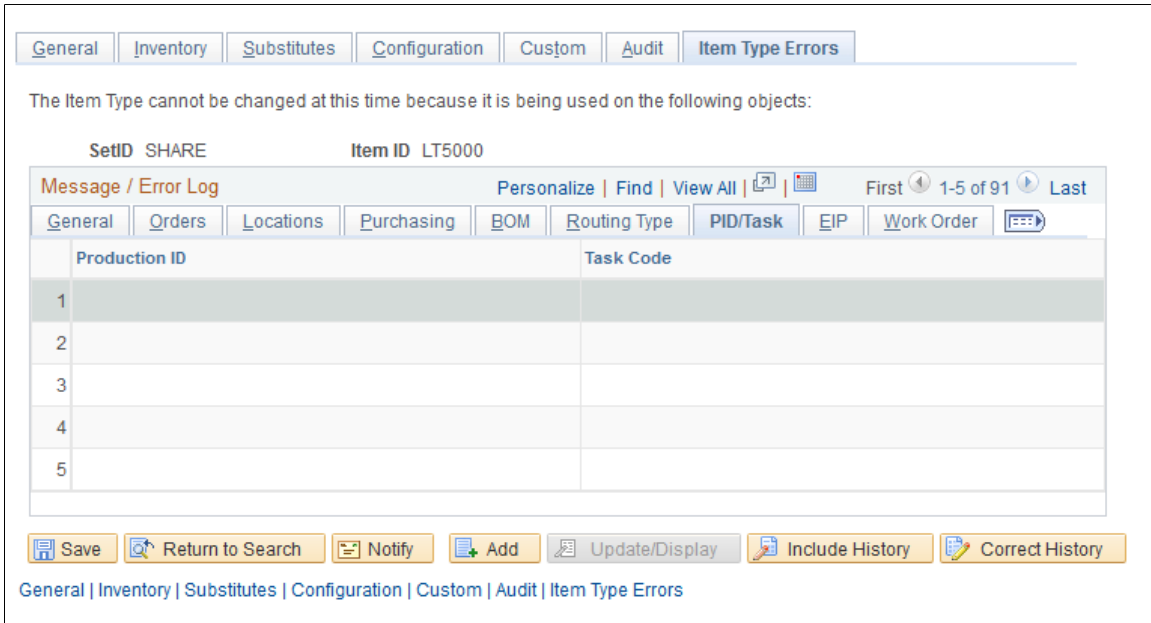 General Inventory Substitutes Configuration Custom Audit Item Type Errors
The Item Type cannot be changed at this time because it is being used on the following objects:
SetID SHARE Item ID LT5000
Message / Error Log Personalize | Find | View All | | First 1-5 of 91 Last
General Orders Locations Purchasing BOM Routing Type PID/Task EIP Work Order
Production ID Task Code
1
2
3
4
5
Save Return to Search Notify Add Update/Display Include History Correct History
General | Inventory | Substitutes | Configuration | Custom | Audit | Item Type Errors